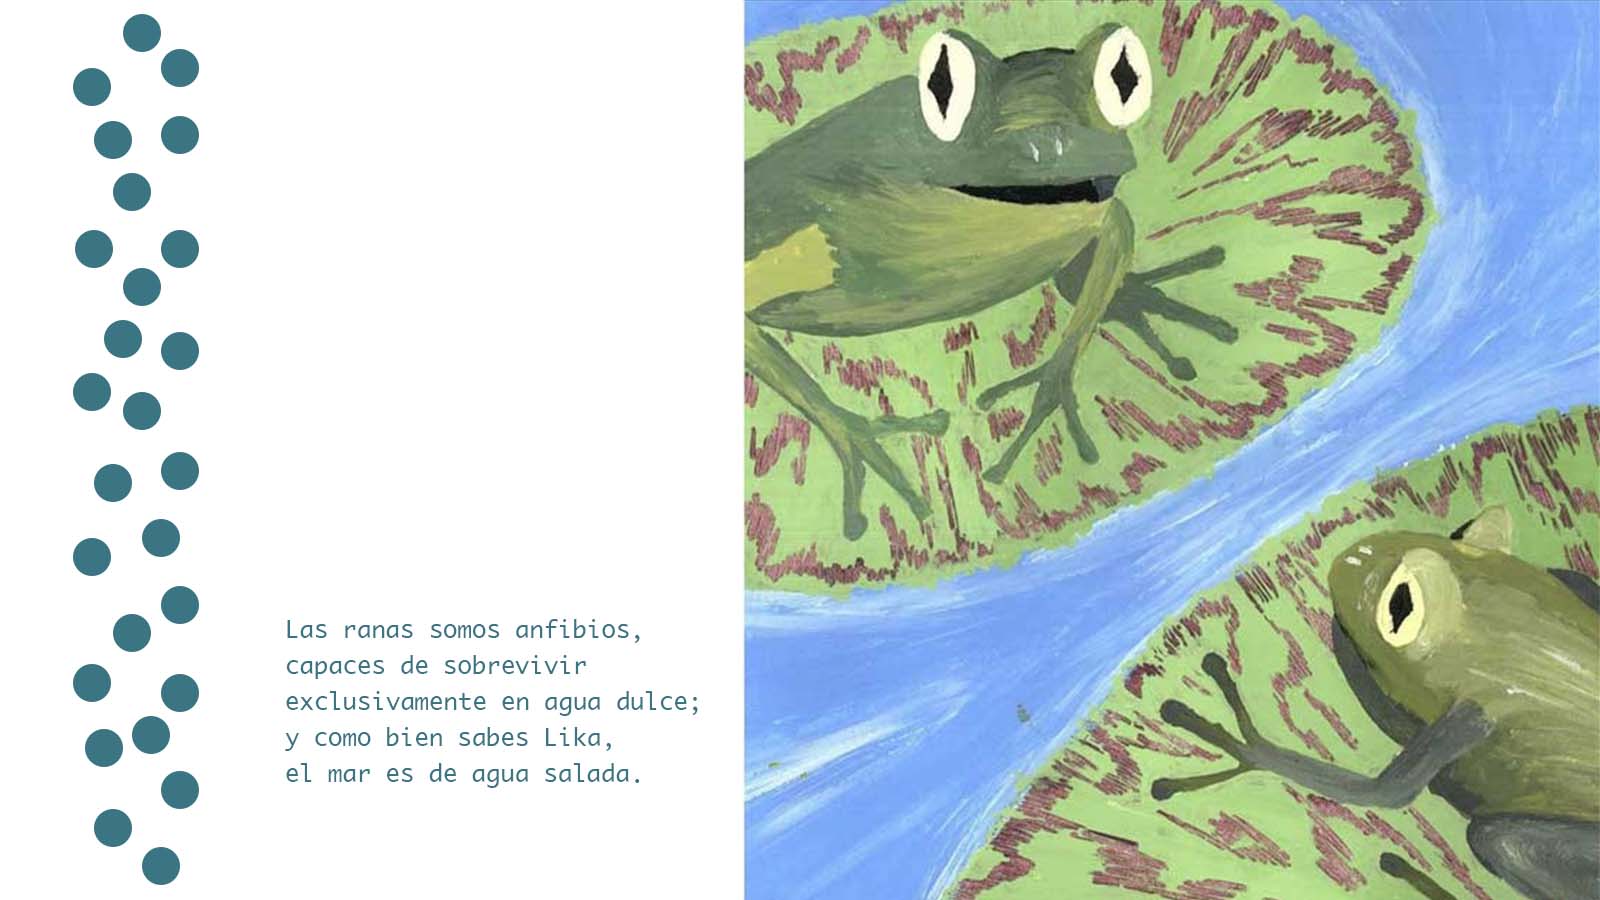 Las ranas somos anfibios,
capaces de sobrevivir
exclusivamente en agua dulce;
y como bien sabes Lika,
el mar es de agua salada.